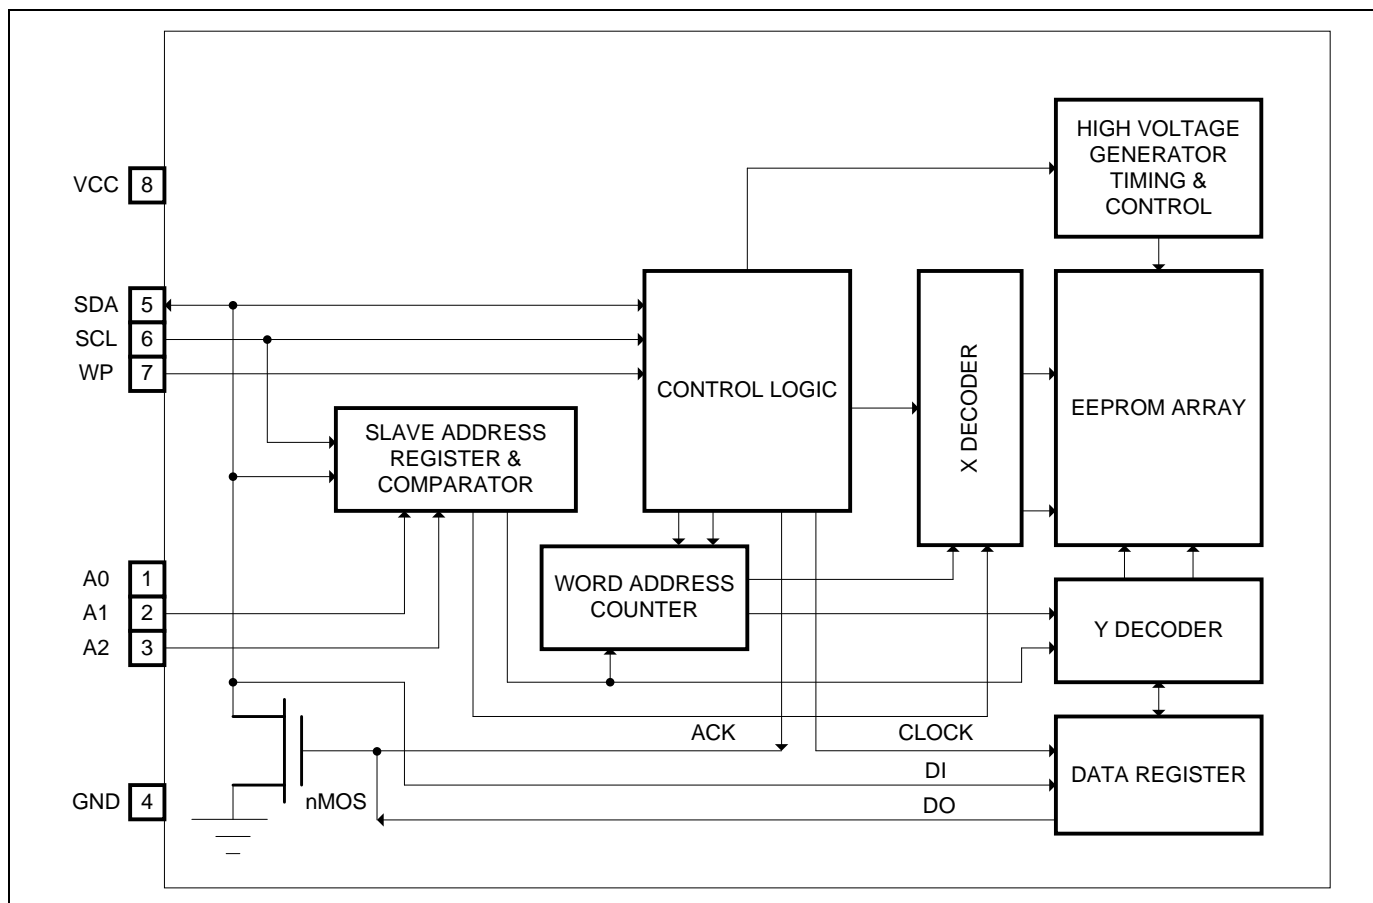 HIGH VOLTAGE
GENERATOR
TIMING &
CONTROL
VCC 8
SDA 5
SCL 6
WP 7
CONTROL LOGIC
X DECODER
EEPROM ARRAY
SLAVE ADDRESS
REGISTER &
COMPARATOR
A0 1
A1 2
A2 3
WORD ADDRESS
COUNTER
Y DECODER
ACK
CLOCK
DI
DATA REGISTER
GND 4
nMOS
DO